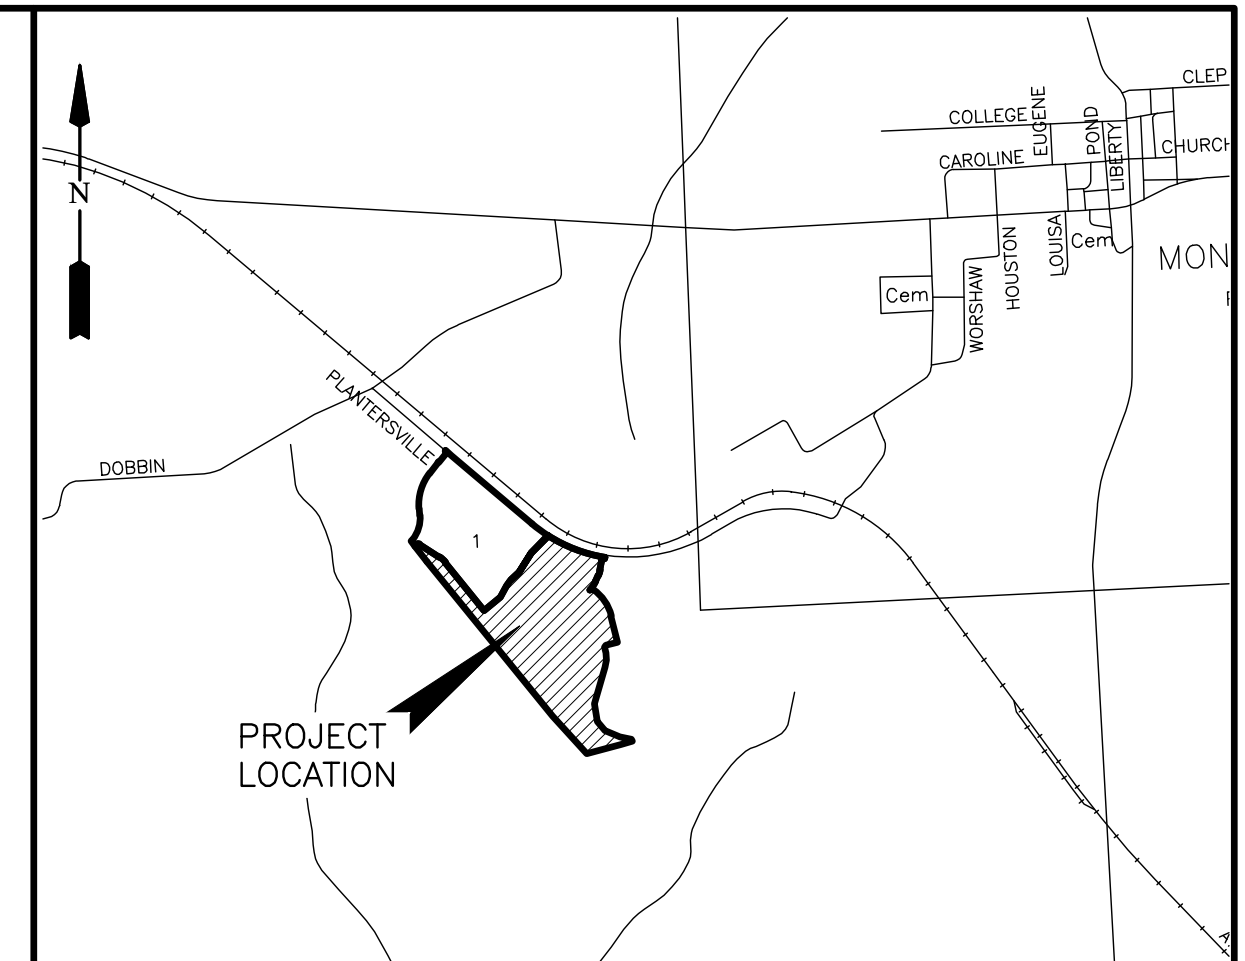 CLEP
COLLEGE
EUGENE
POND
LIBERTY
CHURCH
CAROLINE
N
LOUISA
Cem
HOUSTON
MON
WORSHAW
Cem
PLANTERSVILLE
DOBBIN
1
PROJECT
LOCATION